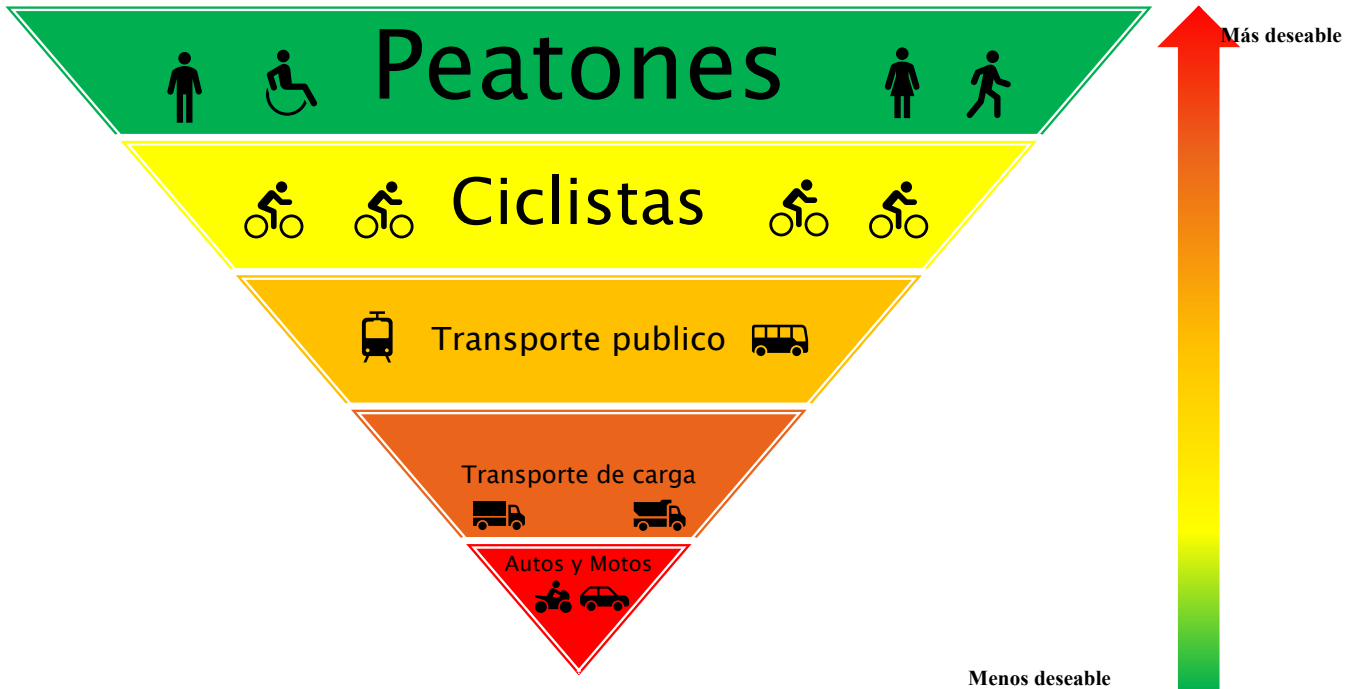 Peatones
Más deseable
Ciclistas
Transporte publico
Transporte de carga
Autos y Motos
Menos deseable